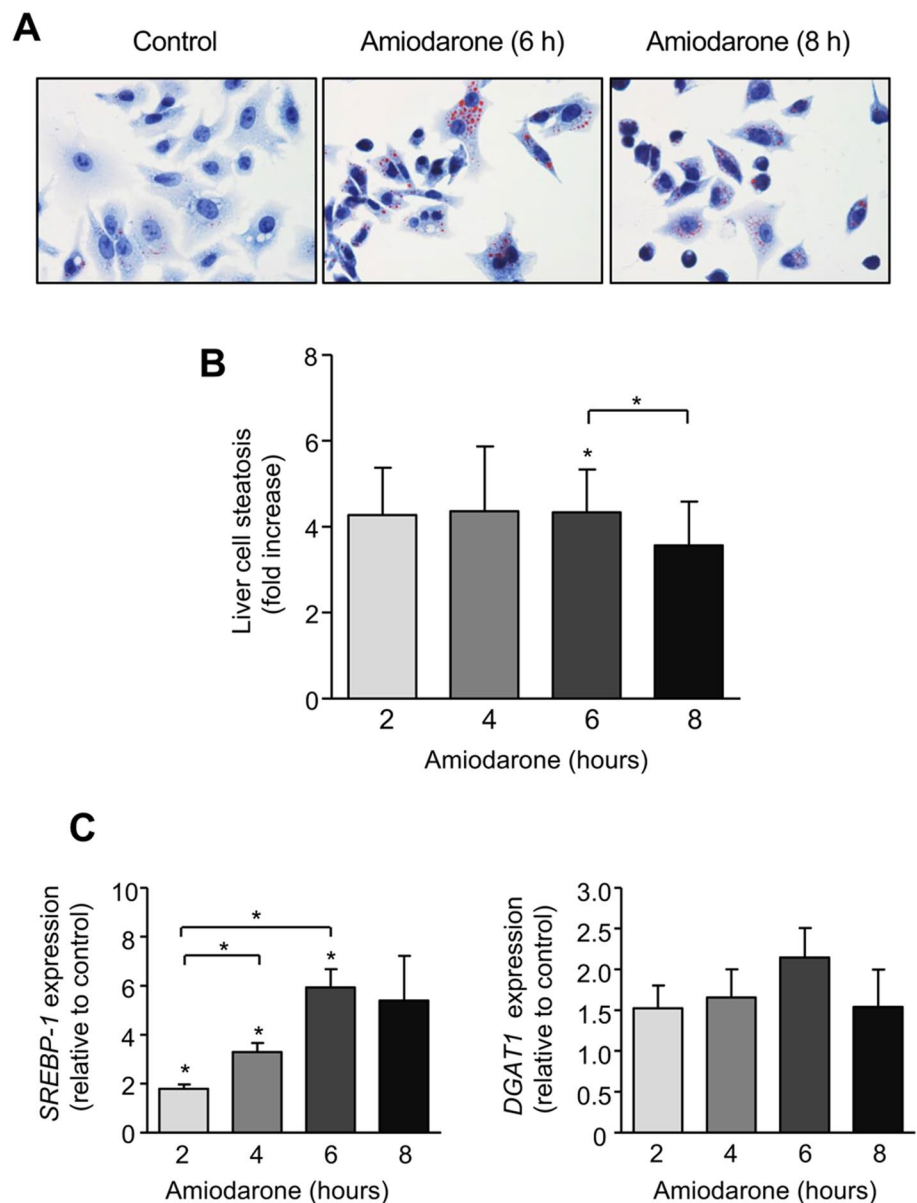 A
Control Amiodarone (6 h) Amiodarone (8 h)
B
Liver cell steatosis
(fold increase)
8
6
4
2
0
*
*
2 4 6 8
Amiodarone (hours)
C
SREBP-1 expression
(relative to control)
10
8
6
4
2
0
*
*
*
*
*
2 4 6 8
Amiodarone (hours)
DGAT1 expression
(relative to control)
3.0
2.5
2.0
1.5
1.0
0.5
0
2 4 6 8
Amiodarone (hours)